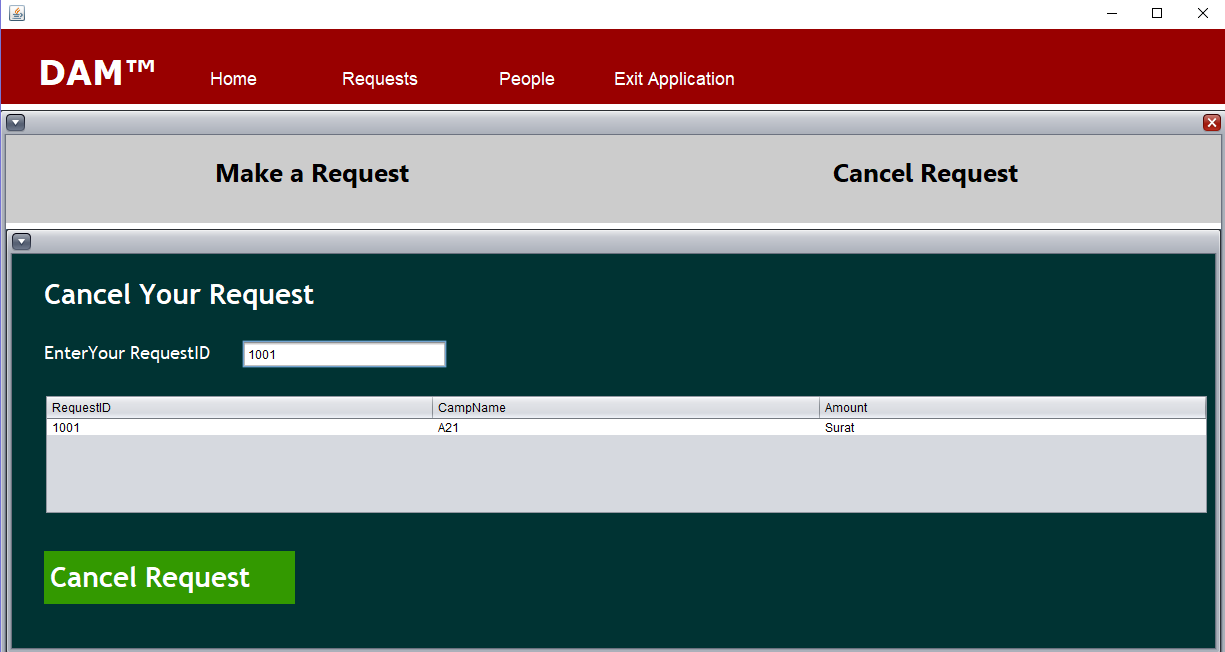 DAM™ Home Requests People Exit Application
Make a Request Cancel Request
Cancel Your Request
EnterYour RequestID 1001
RequestID CampName Amount
1001 A21 Surat
Cancel Request